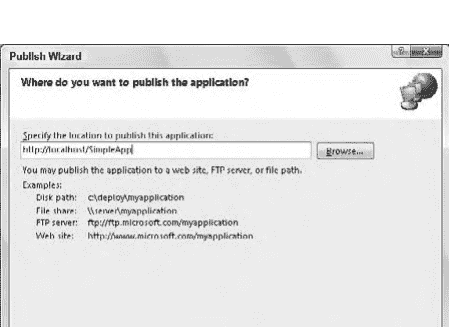 Publish Wizard
Where do you want to publish the application?
Specify the location to publish this application:
http://localhost/SimpleApp
Browse...
You may publish the application to a web site, FTP server, or file path.
Examples:
Disk path: c:\deploy\myapplication
File share: \\server\myapplication
FTP server: ftp://ftp.microsoft.com/myapplication
Web site: http://www.microsoft.com/myapplication